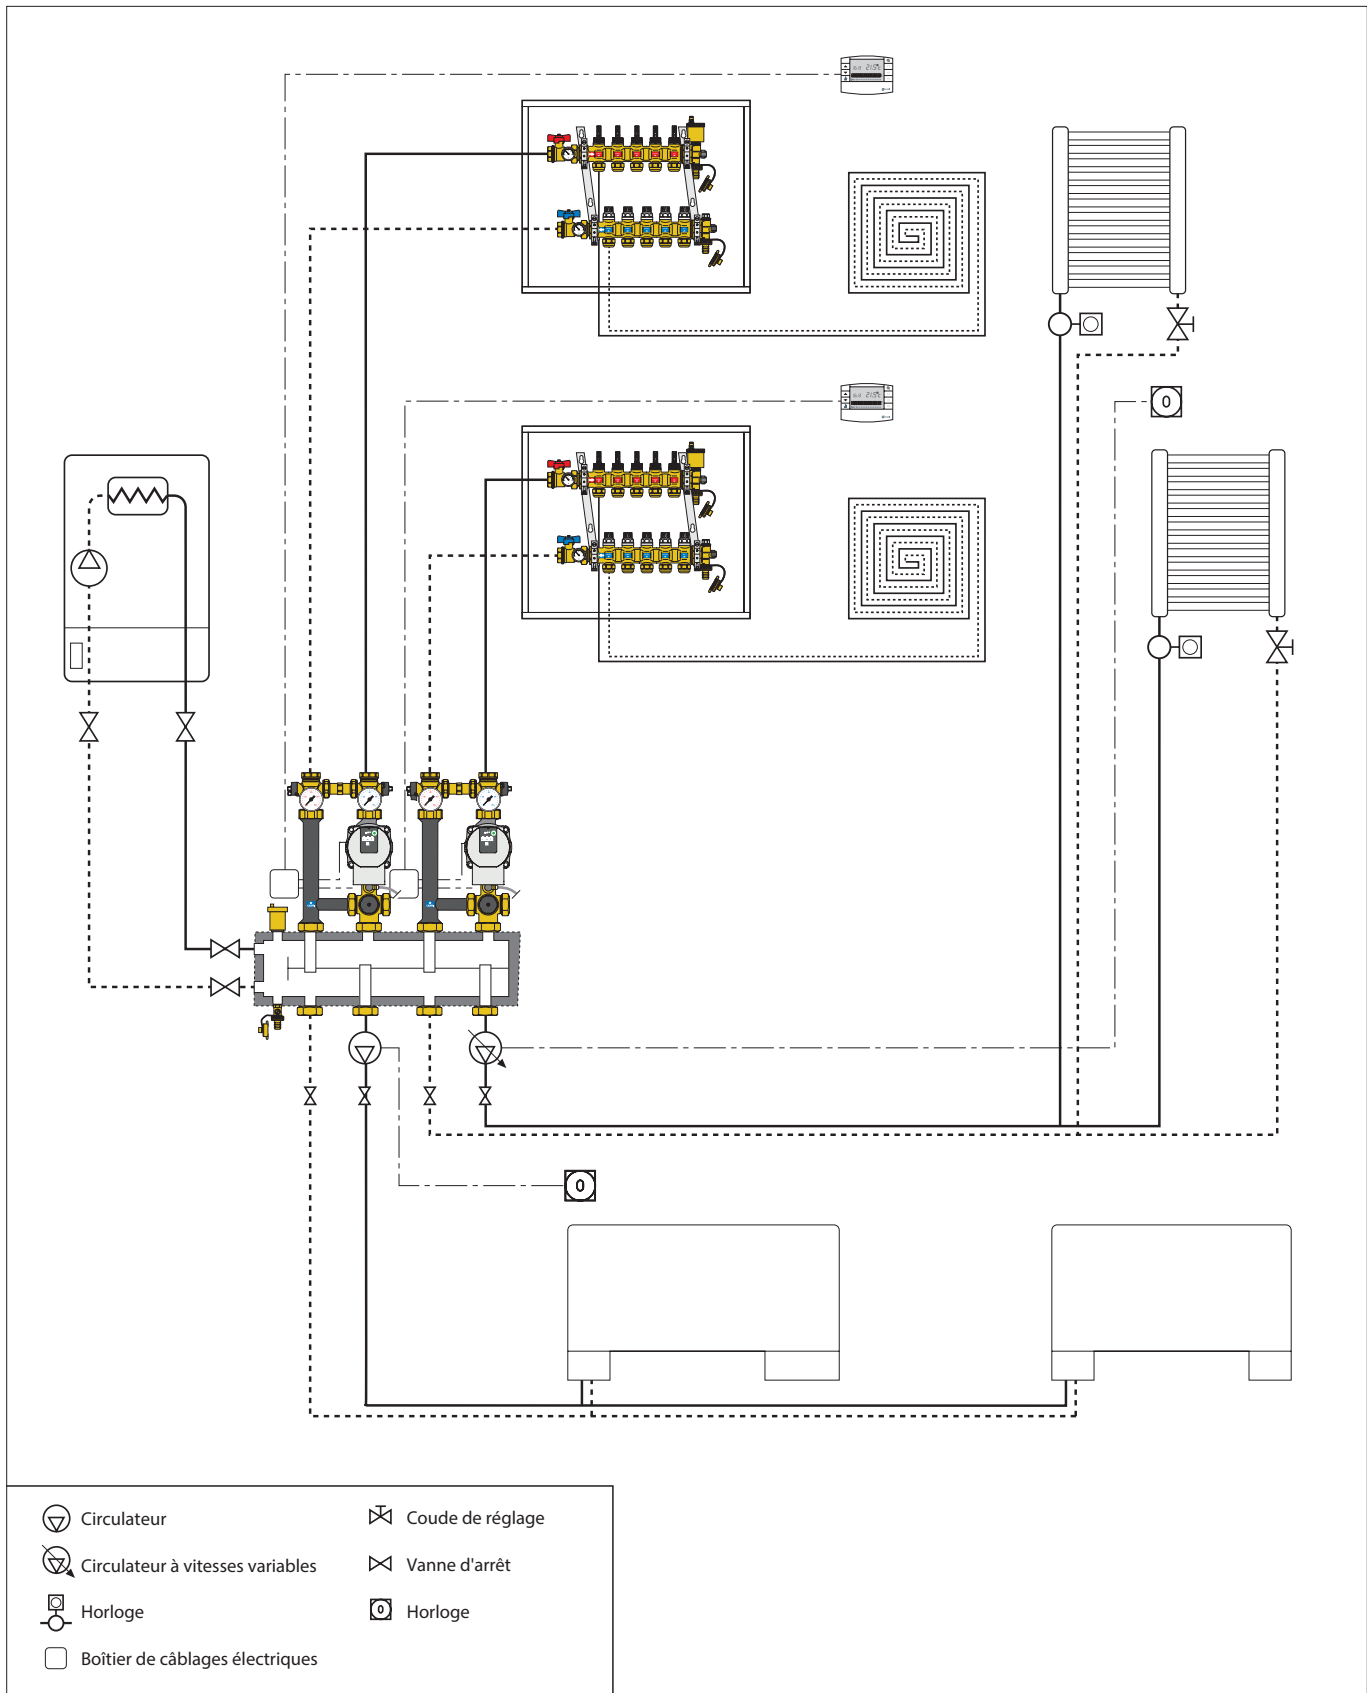 Circulateur
Coude de réglage
Circulateur à vitesses variables
Vanne d'arrêt
Horloge
Horloge
Boîtier de câblages électriques